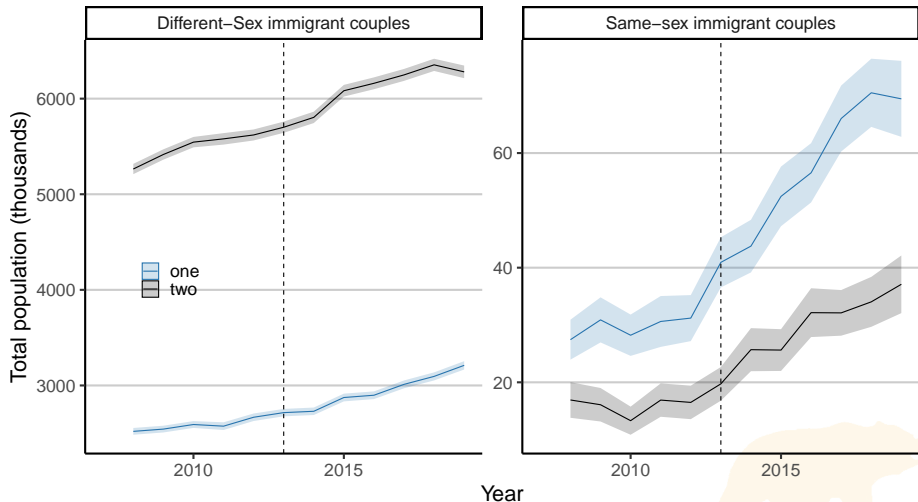 Different−Sex immigrant couples
Same−sex immigrant couples
Total population (thousands)
6000
5000
4000
3000
one
two
60
40
20
2010
2015
2010
2015
Year